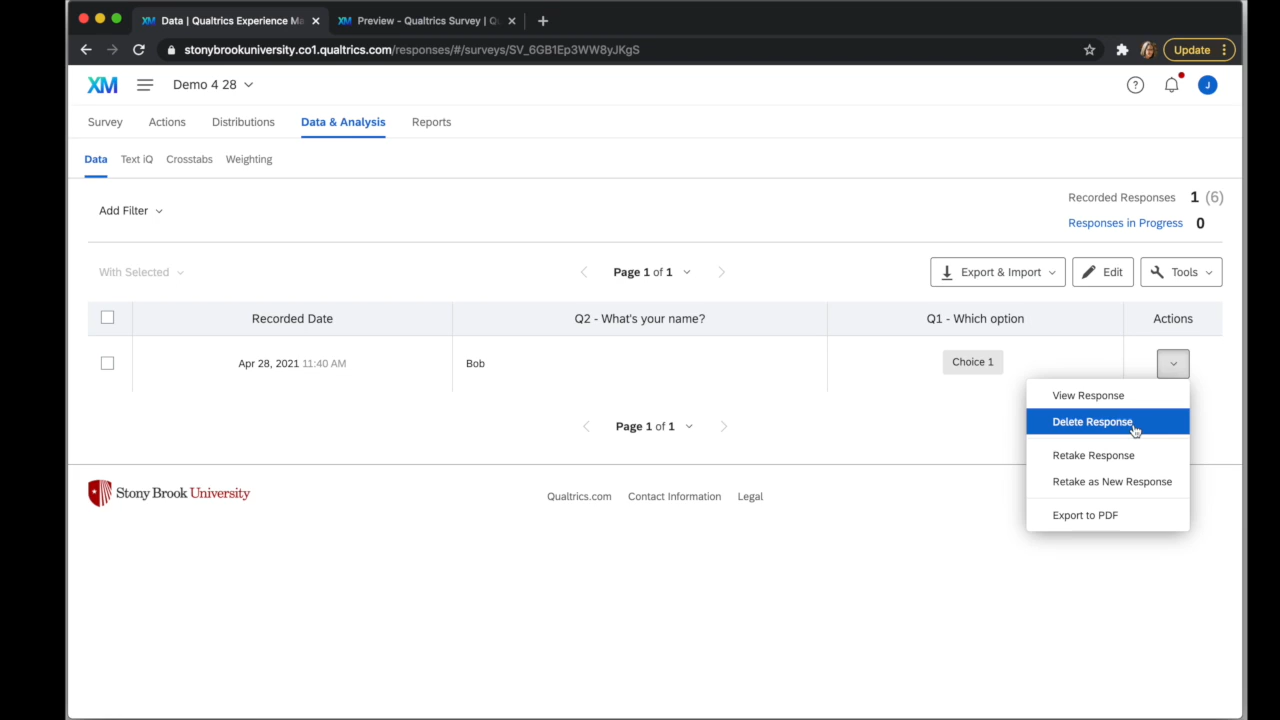 Data | Qualtrics Experience Ma
Preview - Qualtrics Survey | Q
stonybrookuniversity.co1.qualtrics.com/responses/#/surveys/SV_6GB1Ep3WW8yJKgS
Update
XM
Demo 4 28
J
Survey Actions Distributions Data & Analysis Reports
Data Text iQ Crosstabs Weighting
Recorded Responses 1 (6)
Add Filter
Responses in Progress 0
With Selected
Page 1 of 1
Export & Import
Edit
Tools
Recorded Date
Q2 - What's your name?
Q1 - Which option
Actions
Apr 28, 2021 11:40 AM
Bob
Choice 1
View Response
Delete Response
Retake Response
Retake as New Response
Export to PDF
Page 1 of 1
Stony Brook University
Qualtrics.com Contact Information Legal